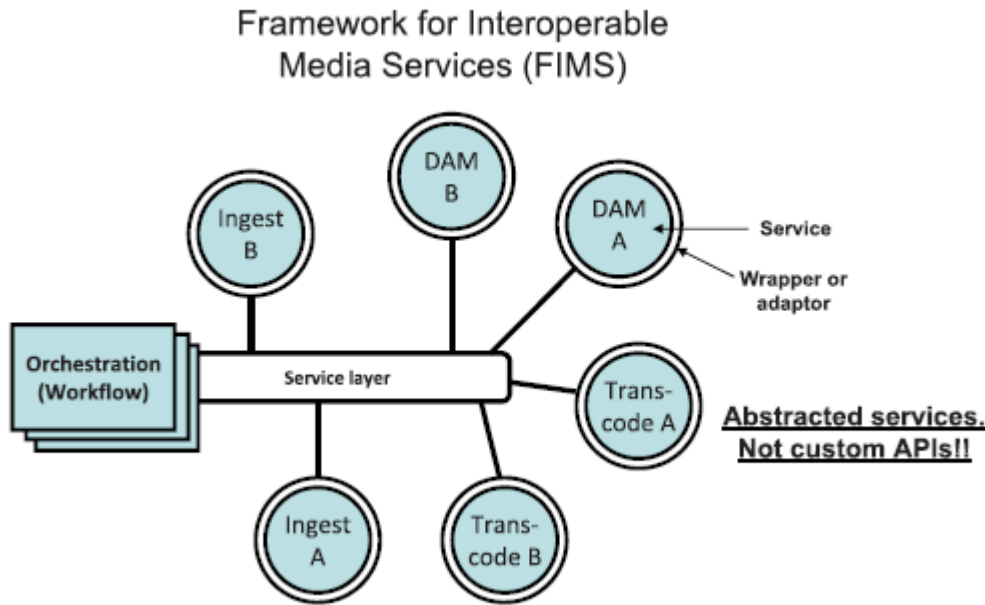 Framework for Interoperable
Media Services (FIMS)
DAM
B
DAM
A
Service
Ingest
B
Wrapper or
adaptor
Orchestration
(Workflow)
Service layer
Trans-
code A
Abstracted services.
Not custom APIs!!
Ingest
A
Trans-
code B